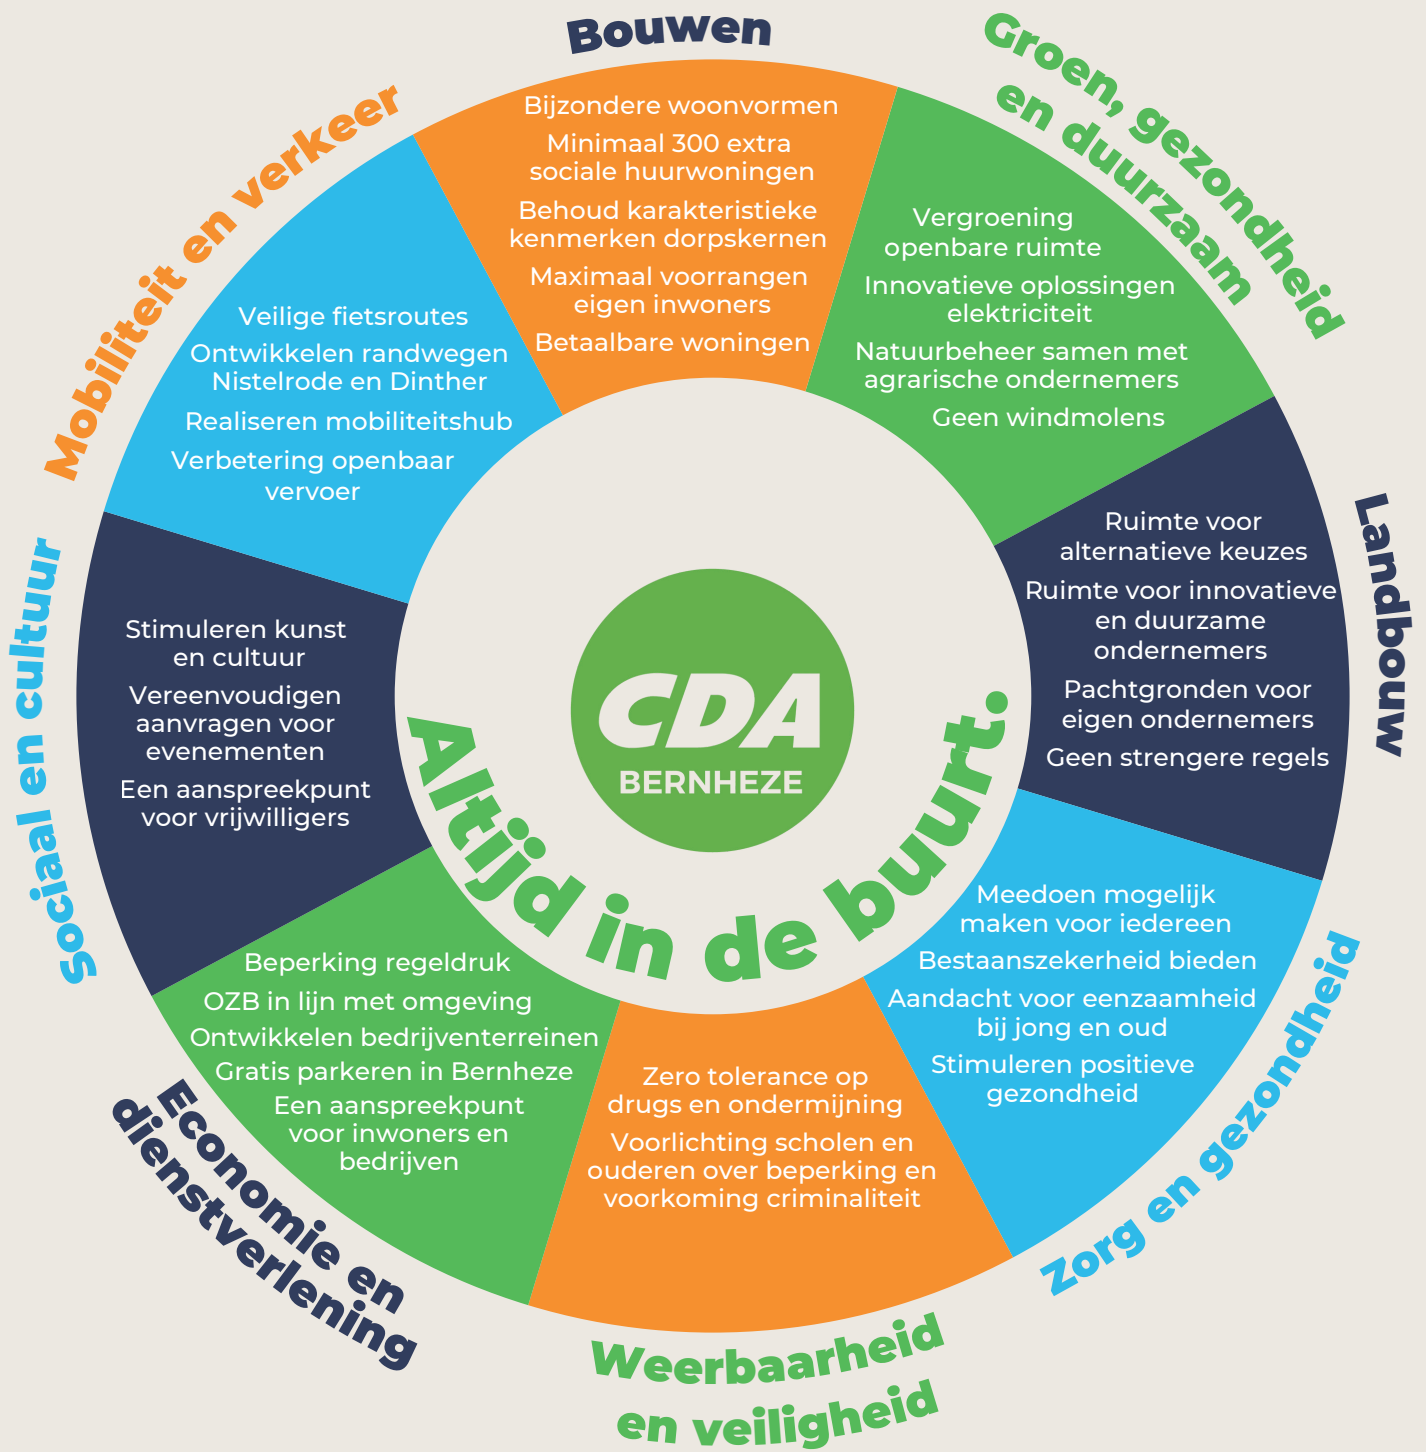 Bouwen
Bijzondere woonvormen
Minimaal 300 extra
sociale huurwoningen
Behoud karakteristieke
kenmerken dorpskernen
Maximaal voorrangen
eigen inwoners
Betaalbare woningen
Groen, gezondheid
en duurzaam
Vergroening
openbare ruimte
Innovatieve oplossingen
elektriciteit
Natuurbeheer samen met
agrarische ondernemers
Geen windmolens
Landbouw
Ruimte voor
alternatieve keuzes
Ruimte voor innovatieve
en duurzame
ondernemers
Pachtgronden voor
eigen ondernemers
Geen strengere regels
Zorg en gezondheid
Meedoen mogelijk
maken voor iedereen
Bestaanszekerheid bieden
Aandacht voor eenzaamheid
bij jong en oud
Stimuleren positieve
gezondheid
Weerbaarheid
en veiligheid
Zero tolerance op
drugs en ondermijning
Voorlichting scholen en
ouderen over beperking en
voorkoming criminaliteit
Economie en
dienstverlening
Beperking regeldruk
OZB in lijn met omgeving
Ontwikkelen bedrijventerreinen
Gratis parkeren in Bernheze
Een aanspreekpunt
voor inwoners en
bedrijven
Sociaal en cultuur
Stimuleren kunst
en cultuur
Vereenvoudigen
aanvragen voor
evenementen
Een aanspreekpunt
voor vrijwilligers
Mobiliteit en verkeer
Veilige fietsroutes
Ontwikkelen randwegen
Nistelrode en Dinther
Realiseren mobiliteitshub
Verbetering openbaar
vervoer
CDA
BERNHEZE
Altijd in de buurt.